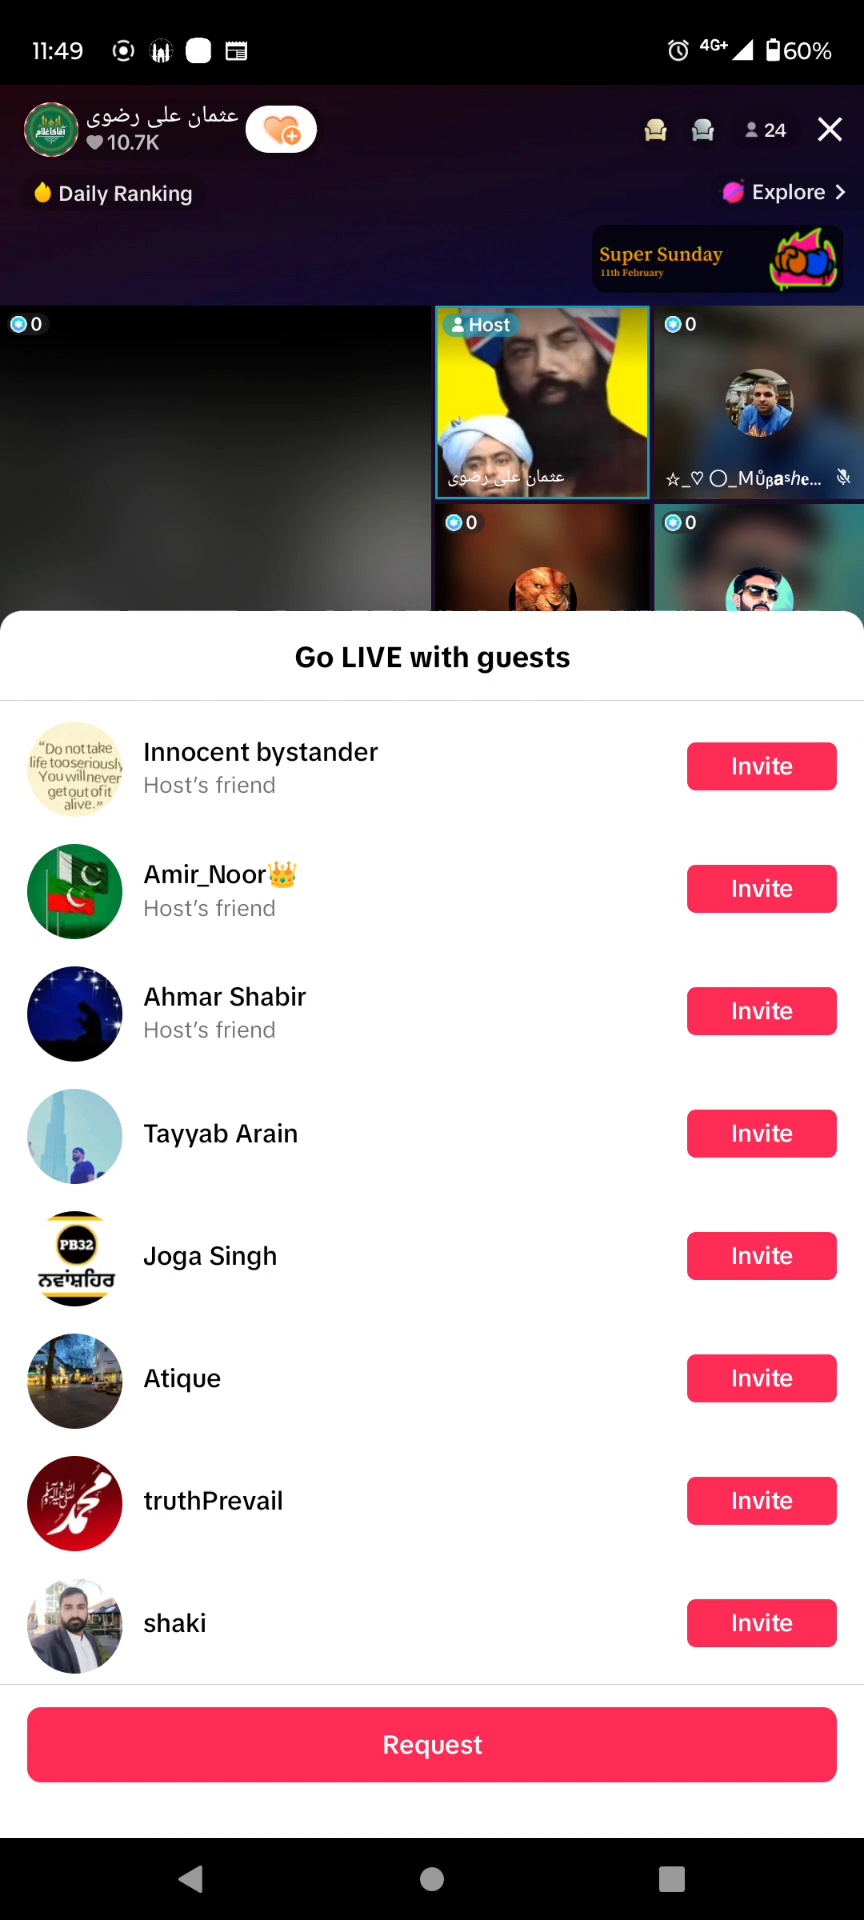 11:49
4G+
60%
عثمان علی رضوی
10.7K
24
Daily Ranking
Explore
Super Sunday
11th February
0
Host
0
عثمان علی رضوی
0
0
Go LIVE with guests
"Do not take
life too seriously
You will never
get out of it
alive."
Innocent bystander
Host's friend
Invite
Amir_Noor👑
Host's friend
Invite
Ahmar Shabir
Host's friend
Invite
Tayyab Arain
Invite
PB32
ਨਵਾਂਸ਼ਹਿਰ
Joga Singh
Invite
Atique
Invite
محمد
truthPrevail
Invite
shaki
Invite
Request